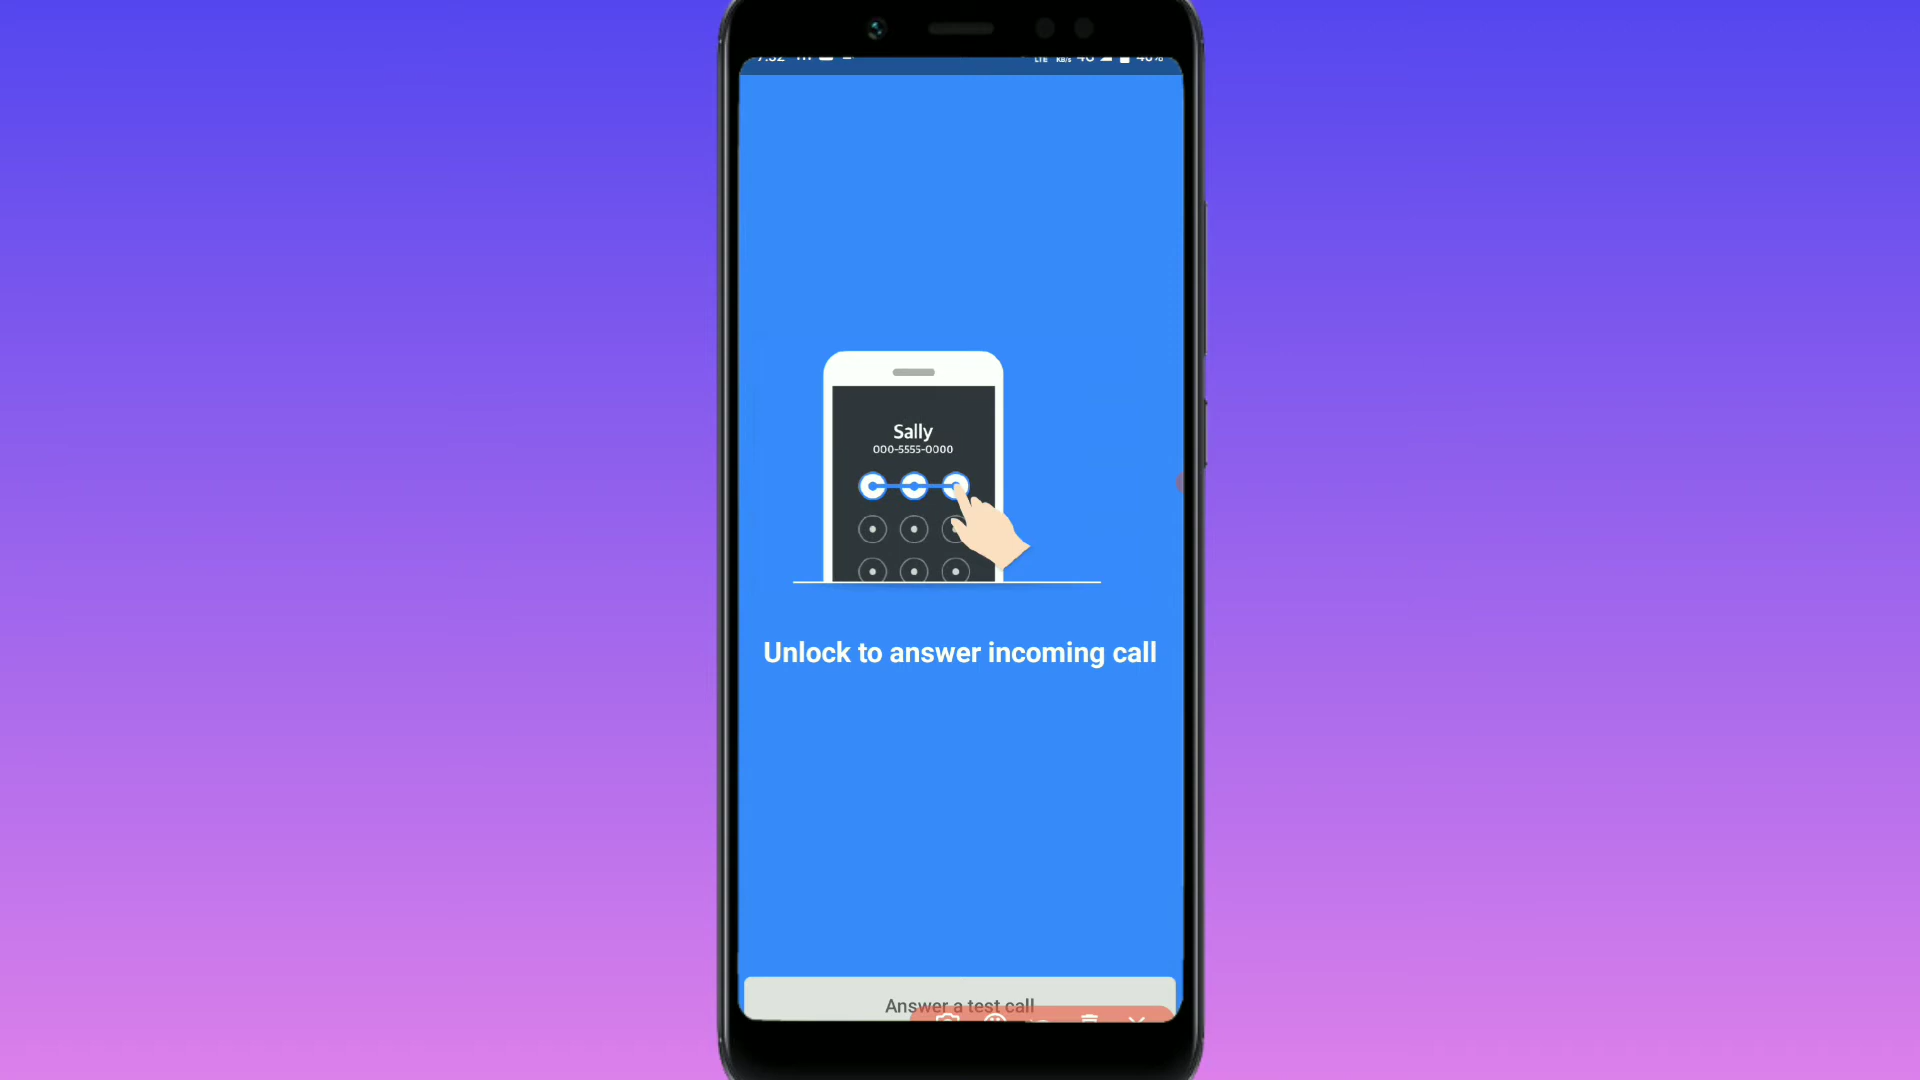 Sally
000-5555-0000
Unlock to answer incoming call
Answer a test call